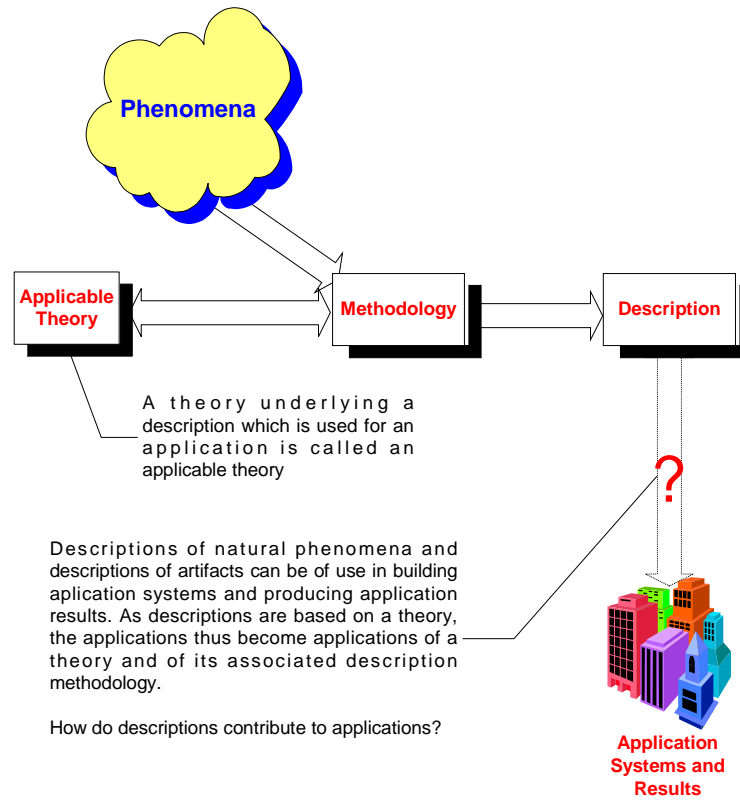 Phenomena
Applicable
Theory
Methodology
Description
A theory underlying a
description which is used for an
application is called an
applicable theory
?
Descriptions of natural phenomena and
descriptions of artifacts can be of use in building
aplication systems and producing application
results. As descriptions are based on a theory,
the applications thus become applications of a
theory and of its associated description
methodology.
How do descriptions contribute to applications?
Application
Systems and
Results